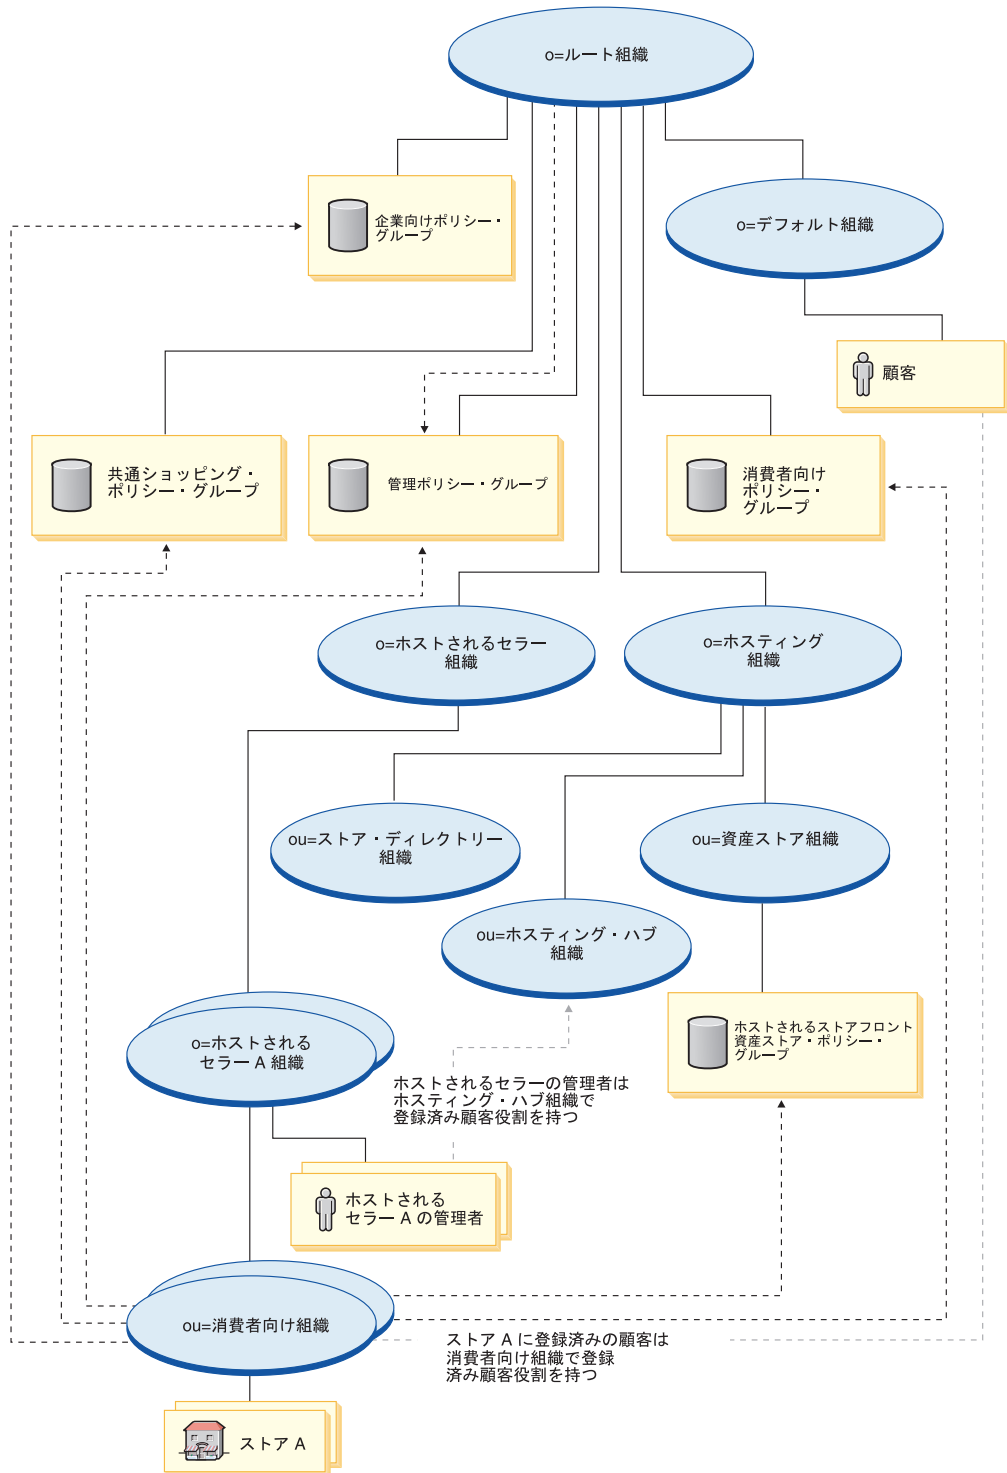 o=ルート組織
企業向けポリシー・
グループ
o=デフォルト組織
顧客
共通ショッピング・
ポリシー・グループ
管理ポリシー・グループ
消費者向け
ポリシー・
グループ
o=ホストされるセラー
組織
o=ホスティング
組織
ou=ストア・ディレクトリー
組織
ou=資産ストア組織
ou=ホスティング・ハブ
組織
o=ホストされる
セラー A 組織
ホストされるストアフロント
資産ストア・ポリシー・
グループ
ホストされるセラーの管理者は
ホスティング・ハブ組織で
登録済み顧客役割を持つ
ホストされる
セラー A の管理者
ou=消費者向け組織
ストア A に登録済みの顧客は
消費者向け組織で登録
済み顧客役割を持つ
ストア A